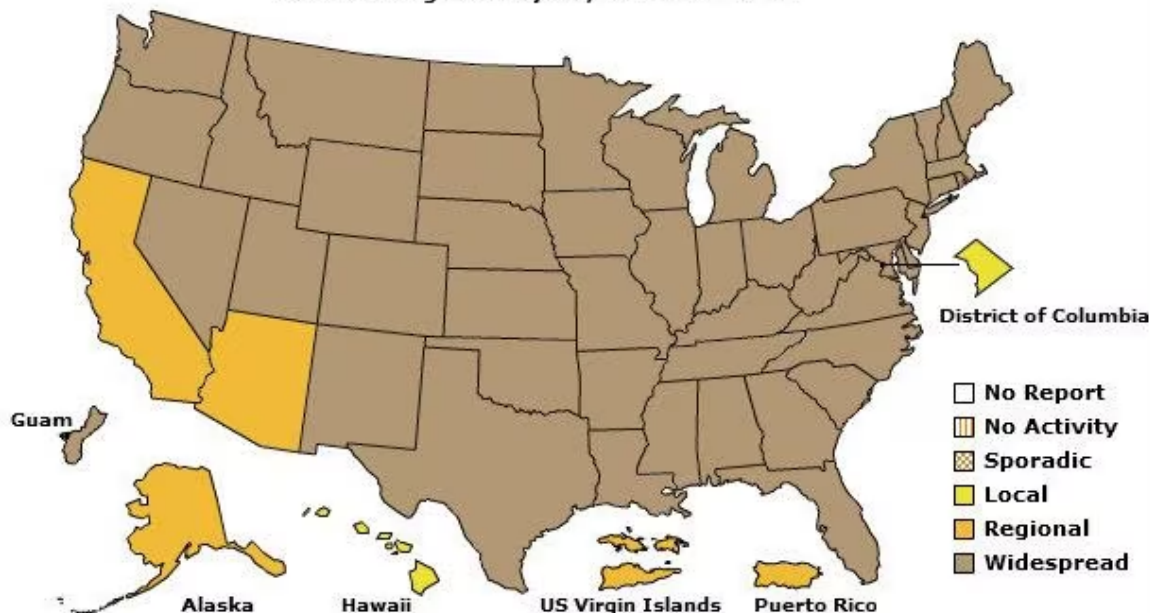 District of Columbia
No Report
No Activity
Sporadic
Local
Regional
Widespread
Guam
Alaska
Hawaii
US Virgin Islands
Puerto Rico